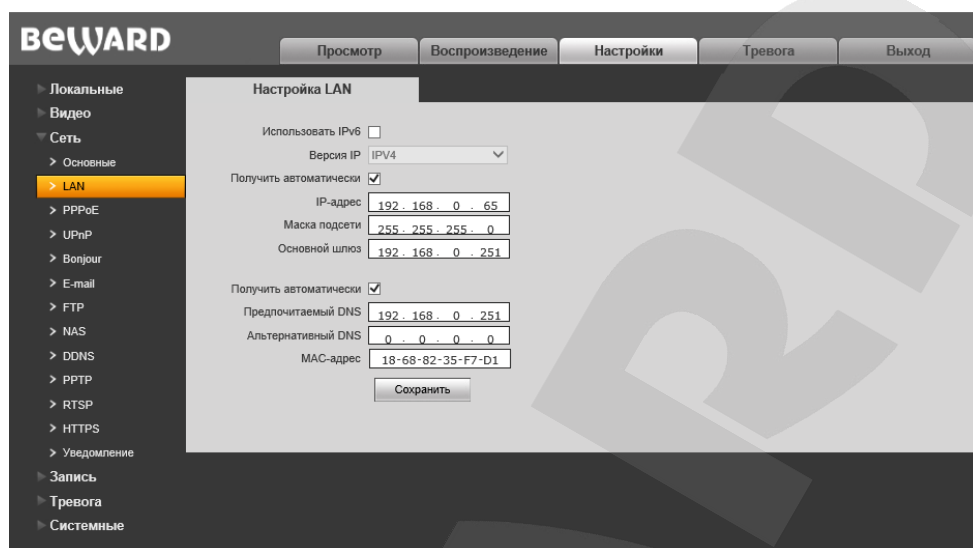 BEWARD
Просмотр Воспроизведение Настройки Тревога Выход
Локальные
Видео
Сеть
Основные
LAN
PPPoE
UPnP
Bonjour
E-mail
FTP
NAS
DDNS
PPTP
RTSP
HTTPS
Уведомление
Запись
Тревога
Системные
Настройка LAN
Использовать IPv6
Версия IP IPV4
Получить автоматически
IP-адрес 192 . 168 . 0 . 65
Маска подсети 255 . 255 . 255 . 0
Основной шлюз 192 . 168 . 0 . 251
Получить автоматически
Предпочитаемый DNS 192 . 168 . 0 . 251
Альтернативный DNS 0 . 0 . 0 . 0
MAC-адрес 18-68-82-35-F7-D1
Сохранить